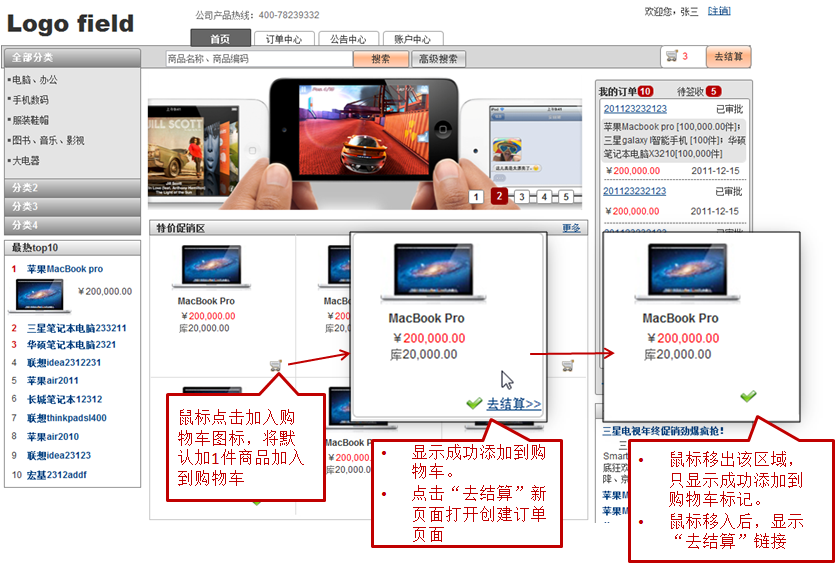 Logo field
公司产品热线：400-78239332
欢迎您，张三 [注销]
首页
订单中心
公告中心
账户中心
全部分类
商品名称、商品编码
搜索
高级搜索
3
去结算
电脑、办公
手机数码
服装鞋帽
图书、音乐、影视
大电器
分类2
分类3
分类4
JILL SCOTT
1 2 3 4 5
我的订单 10 待签收 5
201123232123 已审批
苹果Macbook pro [100,000.00件]；
三星galaxy I智能手机 [100件]；华硕
笔记本电脑X3210[100,000件]
￥200,000.00 2011-12-15
201123232123 已审批
￥200,000.00 2011-12-15
最热top10
1 苹果MacBook pro
￥200,000.00
2 三星笔记本电脑233211
3 华硕笔记本电脑2321
4 联想idea2312231
5 苹果air2011
6 长城笔记本12312
7 联想thinkpadsl400
8 苹果air2010
9 联想idea23123
10 宏基2312addf
特价促销区
更多
MacBook Pro
￥200,000.00
库20,000.00
MacBook Pro
￥200,000.00
库20,000.00
去结算>>
MacBook Pro
￥200,000.00
库20,000.00
鼠标点击加入购
物车图标，将默
认加1件商品加入
到购物车
• 显示成功添加到购
物车。
• 点击“去结算”新
页面打开创建订单
页面
三星电视年终促销劲爆疯抢！
• 鼠标移出该区域，
只显示成功添加到
购物车标记。
• 鼠标移入后，显示
“去结算”链接